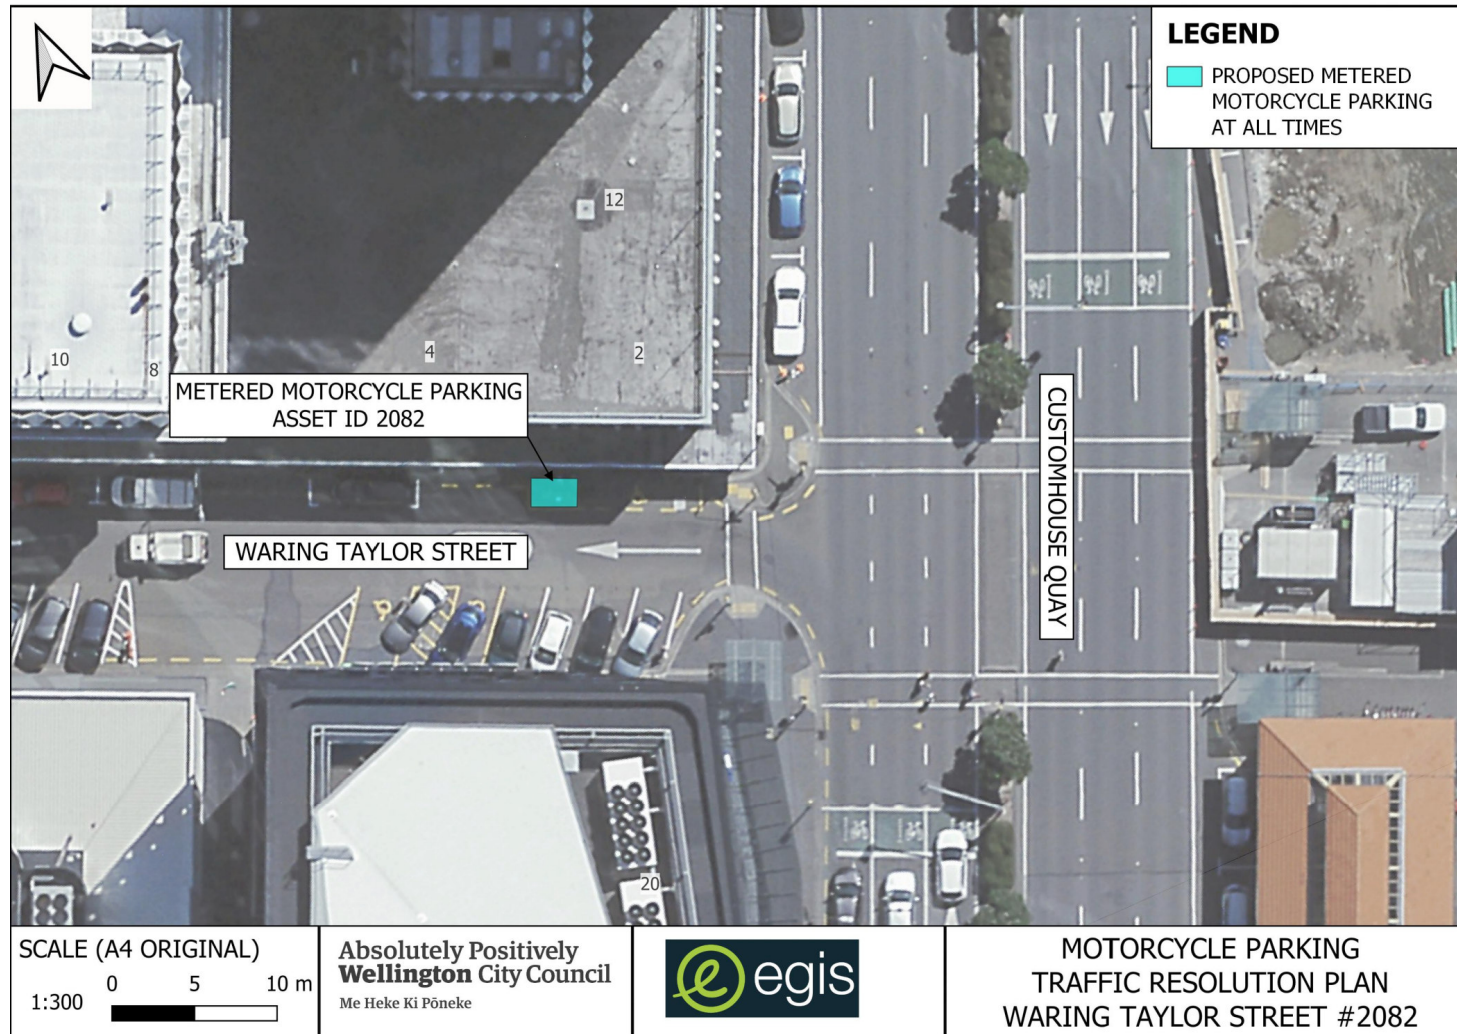 LEGEND
PROPOSED METERED
MOTORCYCLE PARKING
AT ALL TIMES
12
10
8
4
2
METERED MOTORCYCLE PARKING
ASSET ID 2082
CUSTOMHOUSE QUAY
WARING TAYLOR STREET
20
SCALE (A4 ORIGINAL)
0 5 10 m
1:300
Absolutely Positively
Wellington City Council
Me Heke Ki Pōneke
e egis
MOTORCYCLE PARKING
TRAFFIC RESOLUTION PLAN
WARING TAYLOR STREET #2082